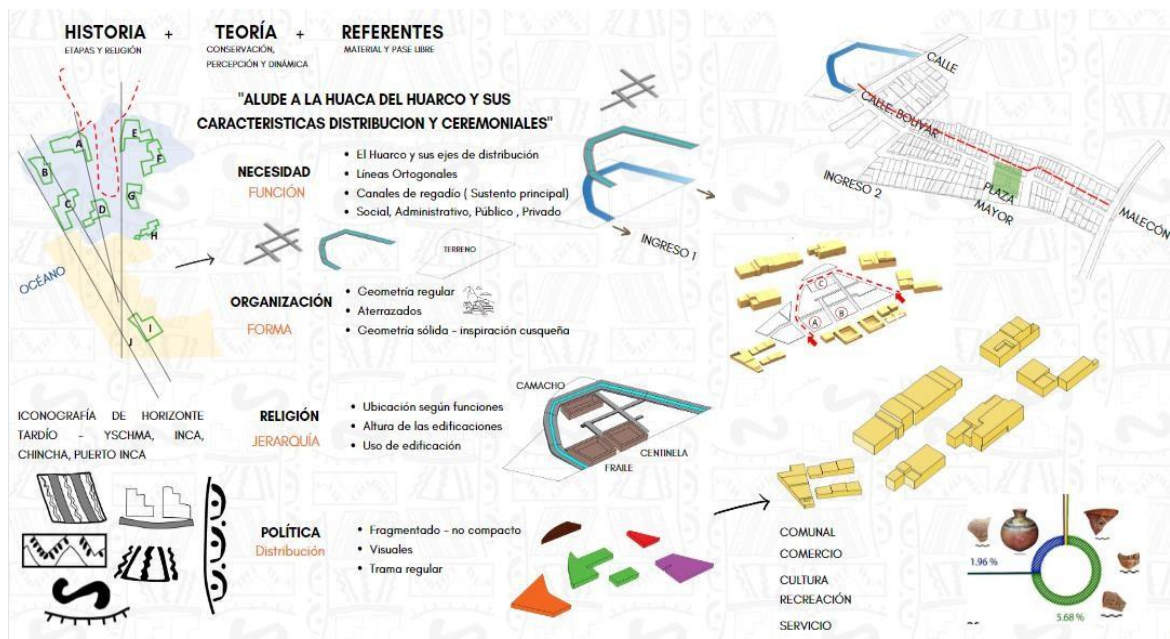 HISTORIA + TEORÍA + REFERENTES
ETAPAS Y RELIGIÓN
CONSERVACIÓN,
PERCEPCIÓN Y DINÁMICA
MATERIAL Y PASE LIBRE
"ALUDE A LA HUACA DEL HUARCO Y SUS
CARACTERISTICAS DISTRIBUCION Y CEREMONIALES"
A
B
C
D
E
F
G
H
I
J
OCÉANO
NECESIDAD
FUNCIÓN
• El Huarco y sus ejes de distribución
• Líneas Ortogonales
• Canales de regadío ( Sustento principal)
• Social, Administrativo, Público , Privado
TERRENO
INGRESO 1
CALLE
CALLE BOLIVAR
INGRESO 2
PLAZA
MAYOR
MALECÓN
ORGANIZACIÓN
FORMA
• Geometría regular
• Aterrazados
• Geometría sólida - inspiración cusqueña
C
A
B
RELIGIÓN
JERARQUÍA
• Ubicación según funciones
• Altura de las edificaciones
• Uso de edificación
CAMACHO
CENTINELA
FRAILE
ICONOGRAFÍA DE HORIZONTE
TARDÍO - YSCHMA, INCA,
CHINCHA, PUERTO INCA
POLÍTICA
Distribución
• Fragmentado - no compacto
• Visuales
• Trama regular
COMUNAL
COMERCIO
CULTURA
RECREACIÓN
SERVICIO
1.96 %
5.68 %